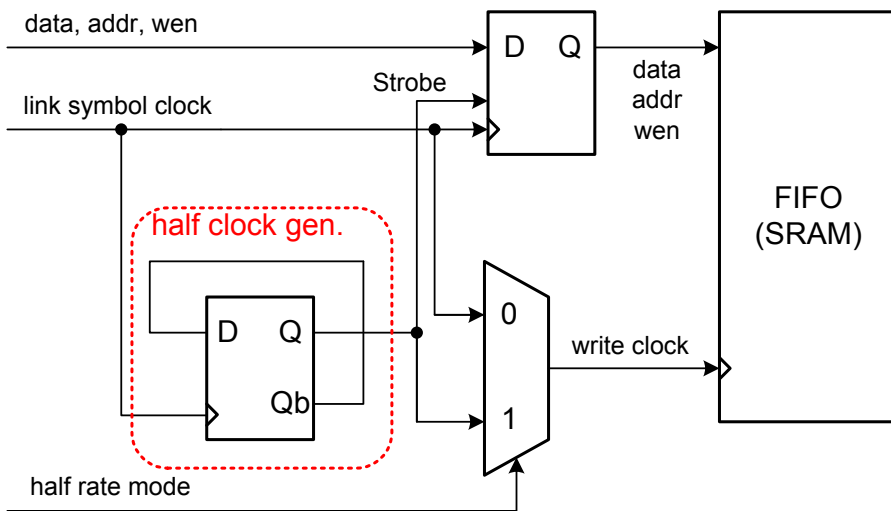 data, addr, wen
D Q
Strobe
data
addr
wen
link symbol clock
FIFO
(SRAM)
half clock gen.
D Q
Qb
0
1
write clock
half rate mode